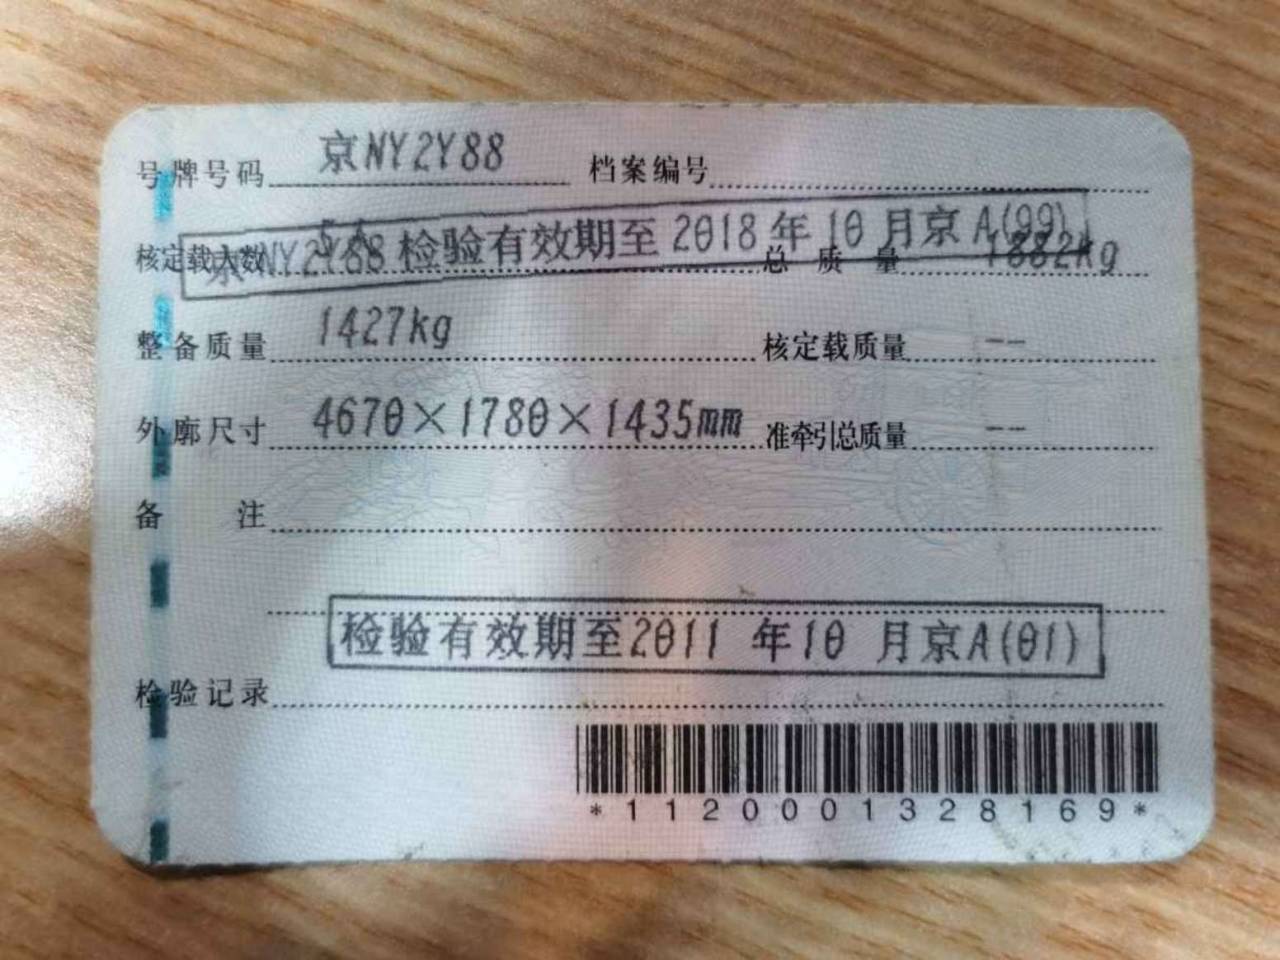 号牌号码 京NY2Y88 档案编号
京NY2Y88 检验有效期至 2018 年 10 月京 A(99)
核定载人数 5人 总质量 1882kg
整备质量 1427kg 核定载质量 --
外廓尺寸 4670×1780×1435mm 准牵引总质量 --
备注
检验有效期至2011 年10 月京A(01)
检验记录
*1120001328169*